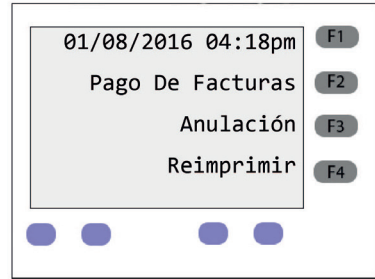 01/08/2016 04:18pm F1
Pago De Facturas F2
Anulación F3
Reimprimir F4